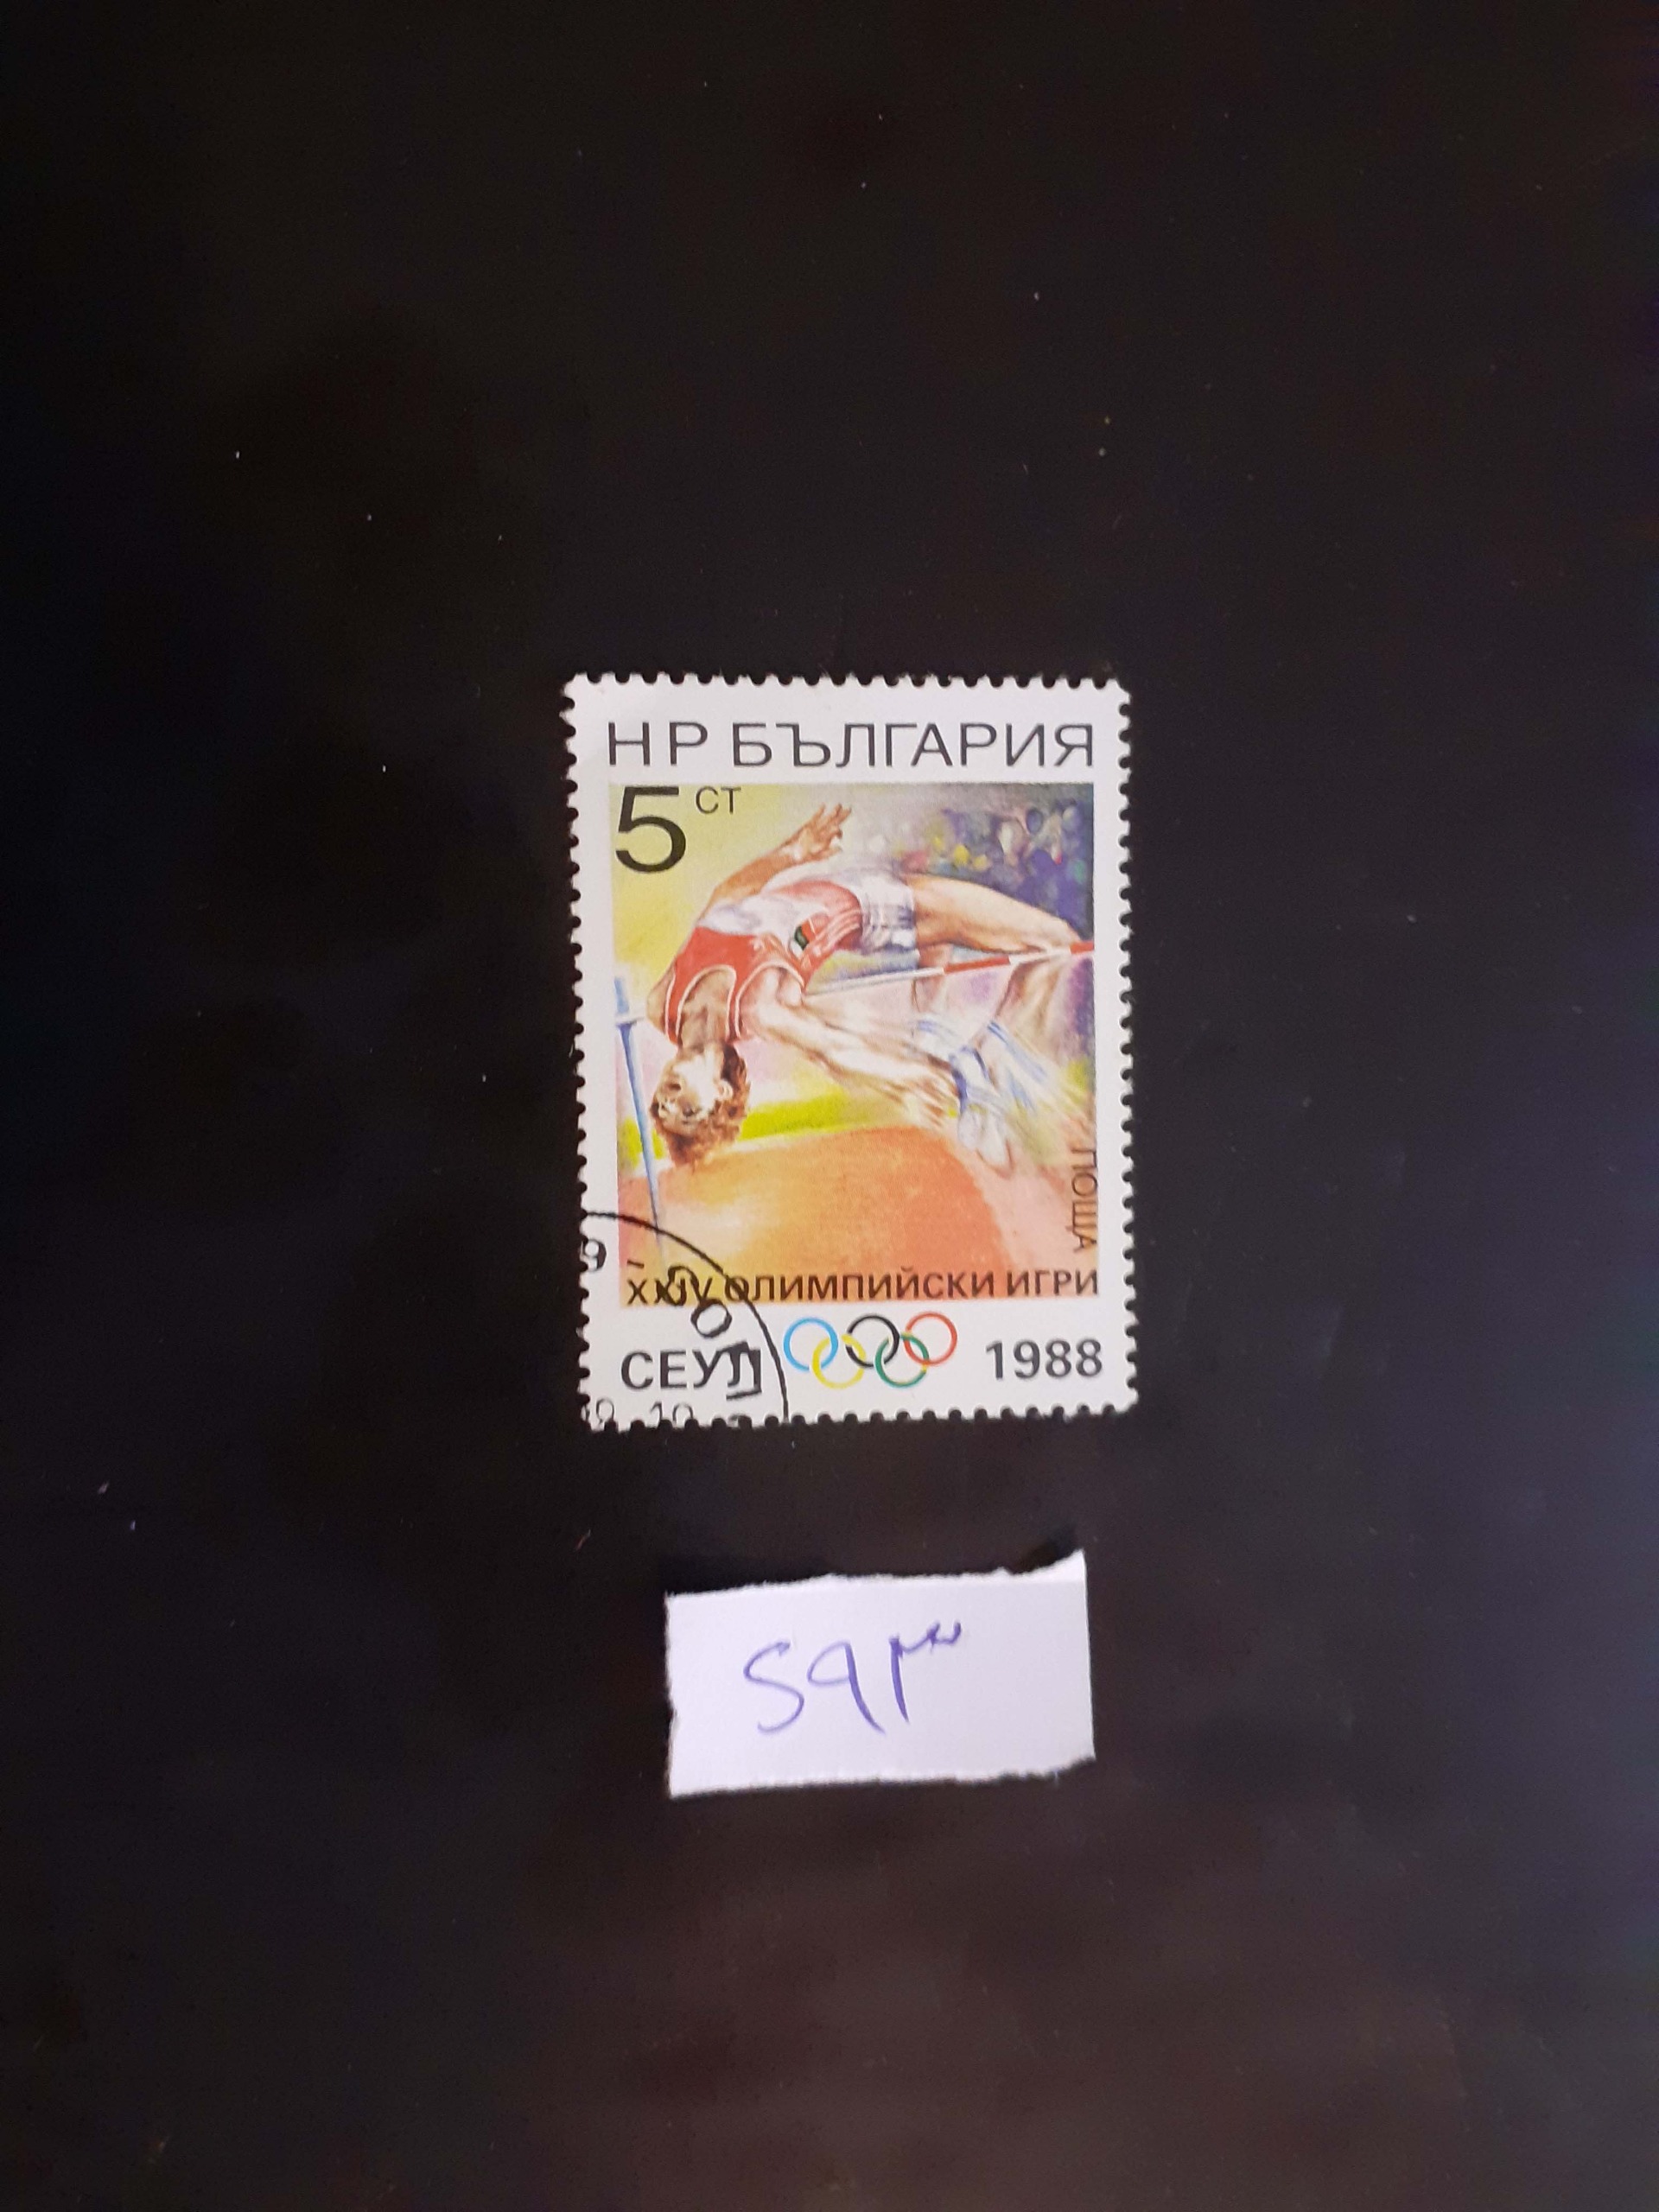 НР БЪЛГАРИЯ
5 СТ
ПОЩА
XXIV ОЛИМПИЙСКИ ИГРИ
СЕУЛ 1988